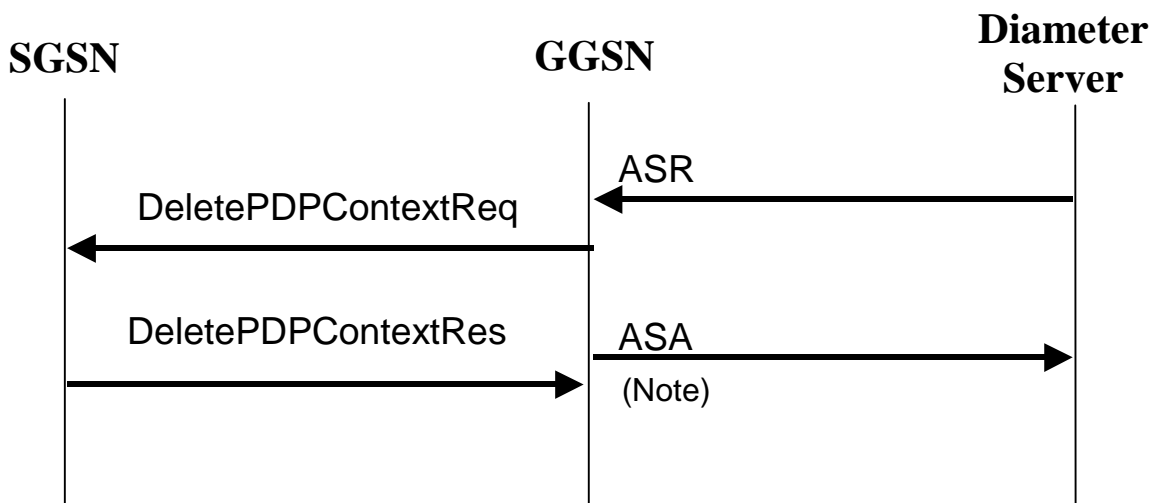 SGSN
GGSN
Diameter
Server
ASR
DeletePDPContextReq
DeletePDPContextRes
ASA
(Note)